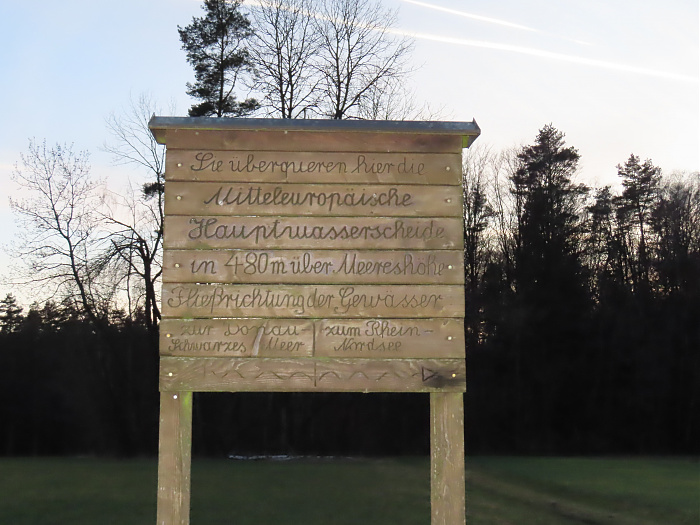 Sie überqueren hier die
Mitteleuropäische
Hauptwasserscheide
in 480m über Meereshöhe
Fließrichtung der Gewässer
zur Donau- zum Rhein-
Schwarzes Meer Nordsee